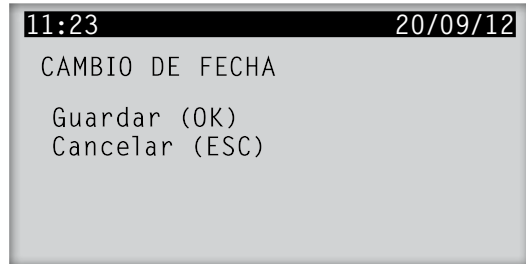 11:23 20/09/12
CAMBIO DE FECHA
Guardar (OK)
Cancelar (ESC)